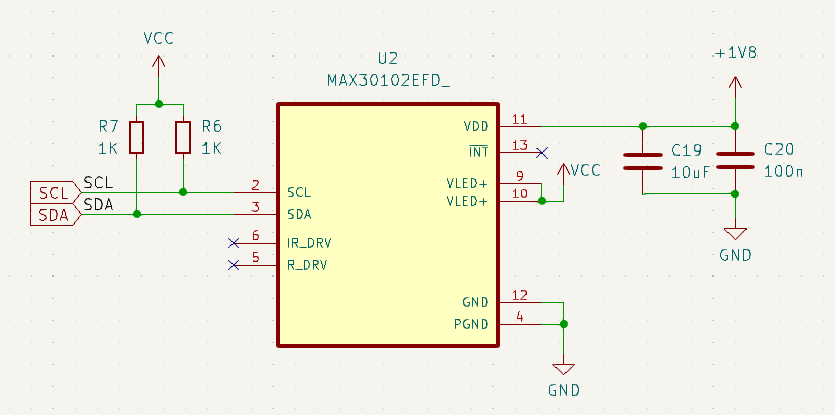 VCC
R7
1K
R6
1K
SCL
SCL
SDA
SDA
U2
MAX30102EFD_
2
SCL
3
SDA
6
IR_DRV
5
R_DRV
VDD
11
INT
13
VLED+
9
VLED+
10
VCC
GND
12
PGND
4
GND
+1V8
C19
10uF
C20
100n
GND